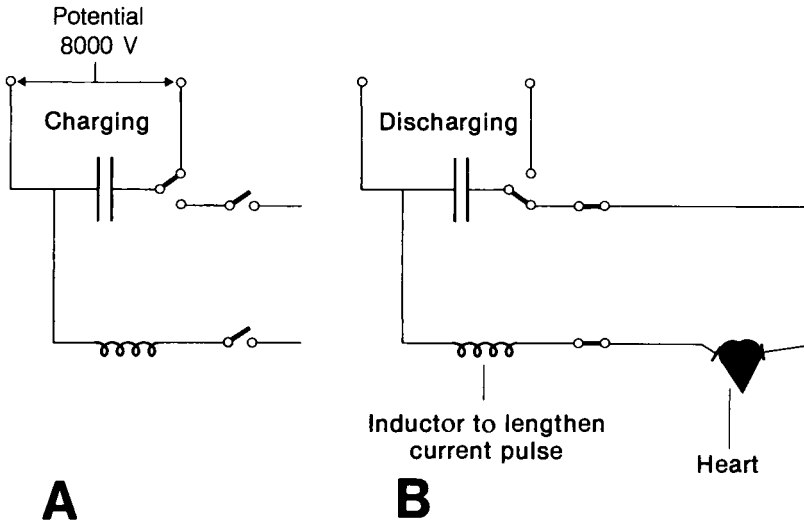 Potential
8000 V
Charging
Discharging
Inductor to lengthen
current pulse
Heart
A
B